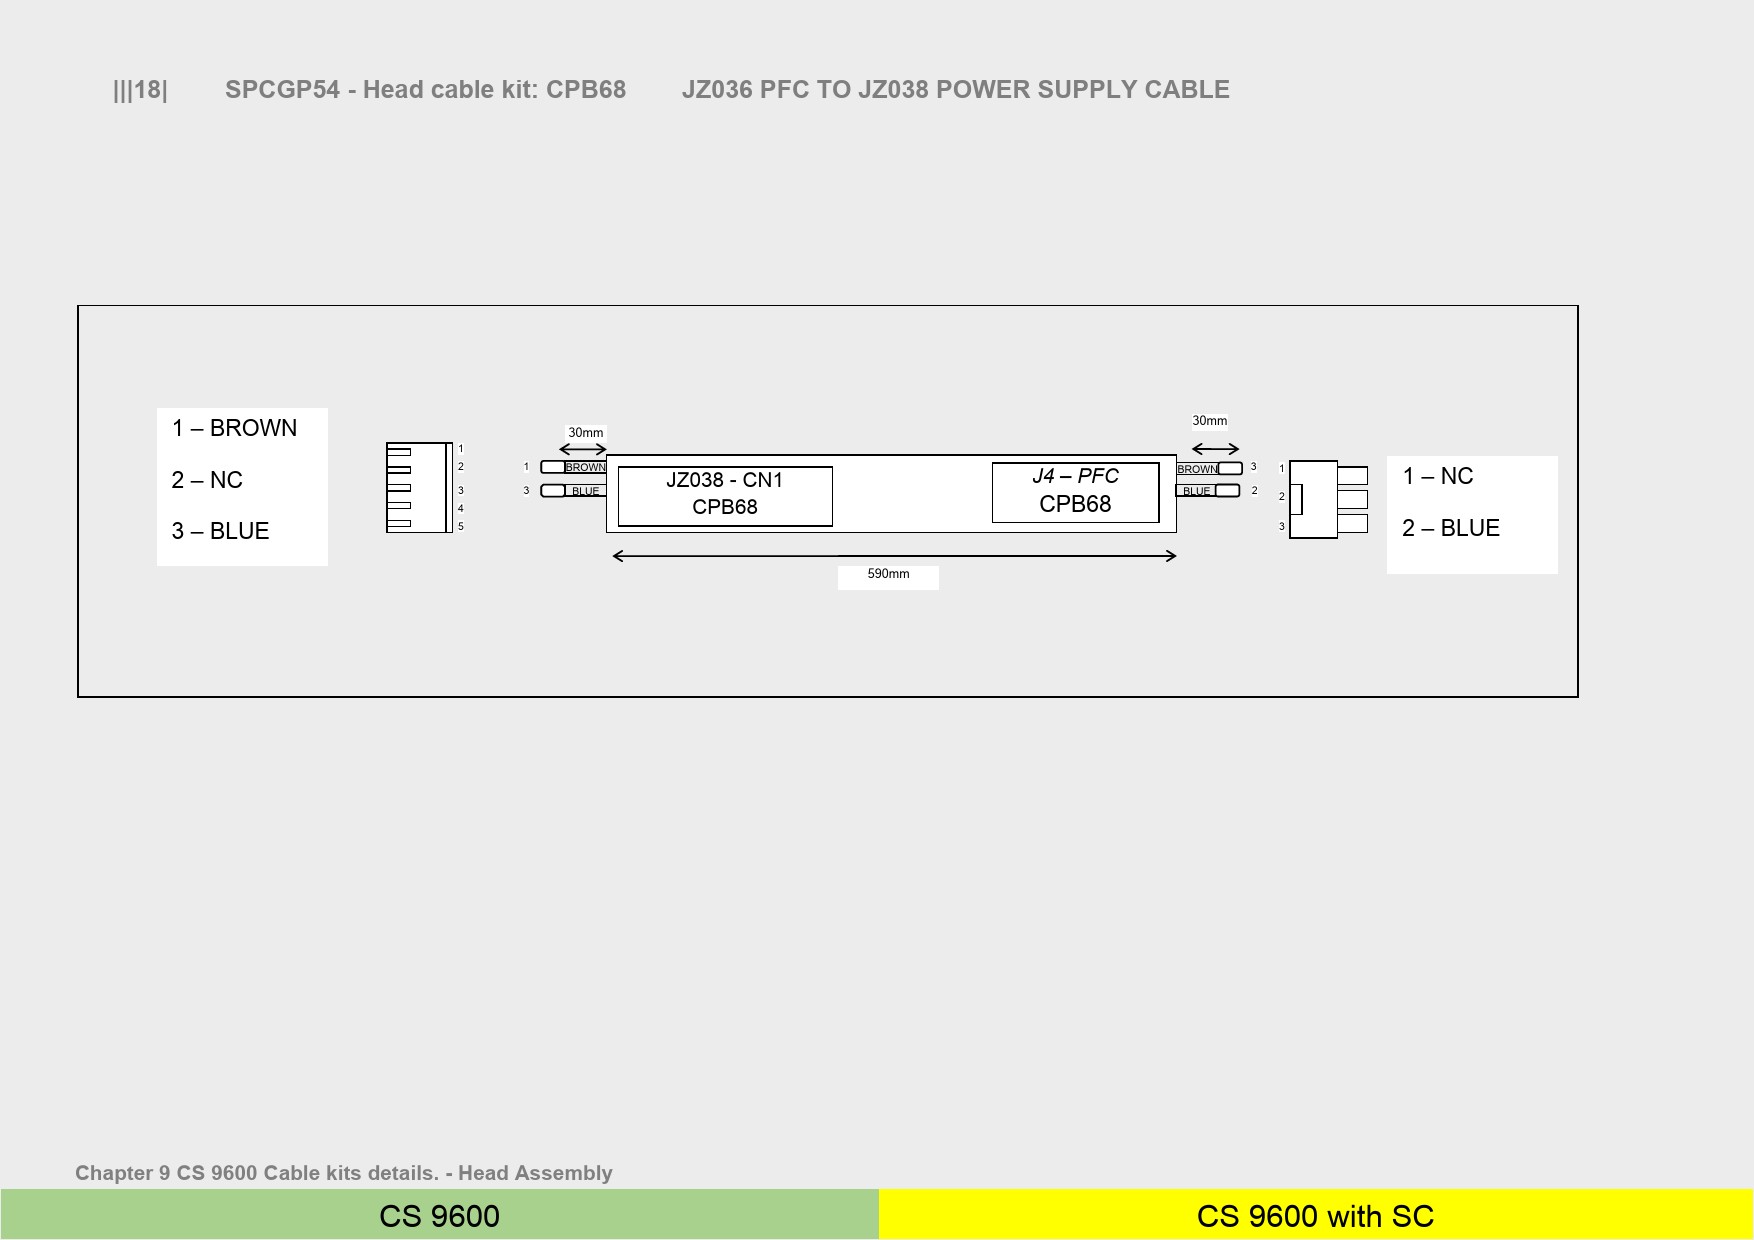 |||18| SPCGP54 - Head cable kit: CPB68 JZ036 PFC TO JZ038 POWER SUPPLY CABLE
1 – BROWN
2 – NC
3 – BLUE
1
2
3
4
5
30mm
1 BROWN
3 BLUE
JZ038 - CN1
CPB68
J4 – PFC
CPB68
590mm
30mm
BROWN 3
BLUE 2
1
2
3
1 – NC
2 – BLUE
Chapter 9 CS 9600 Cable kits details. - Head Assembly
CS 9600
CS 9600 with SC